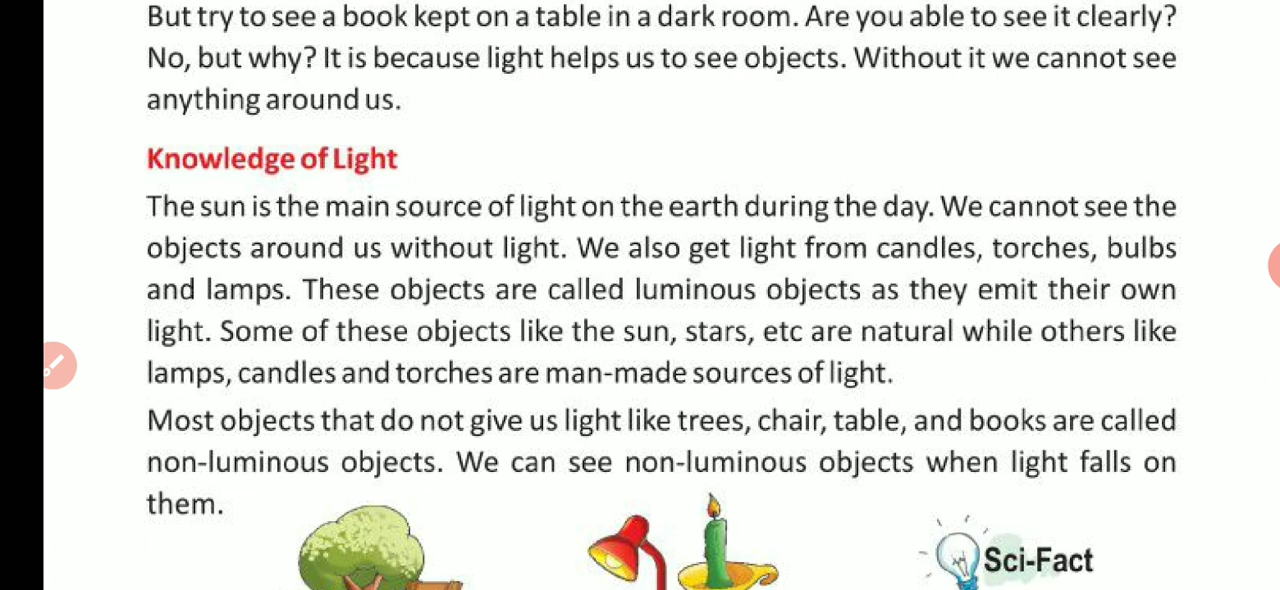 But try to see a book kept on a table in a dark room. Are you able to see it clearly?
No, but why? It is because light helps us to see objects. Without it we cannot see
anything around us.
Knowledge of Light
The sun is the main source of light on the earth during the day. We cannot see the
objects around us without light. We also get light from candles, torches, bulbs
and lamps. These objects are called luminous objects as they emit their own
light. Some of these objects like the sun, stars, etc are natural while others like
lamps, candles and torches are man-made sources of light.
Most objects that do not give us light like trees, chair, table, and books are called
non-luminous objects. We can see non-luminous objects when light falls on
them.
Sci-Fact